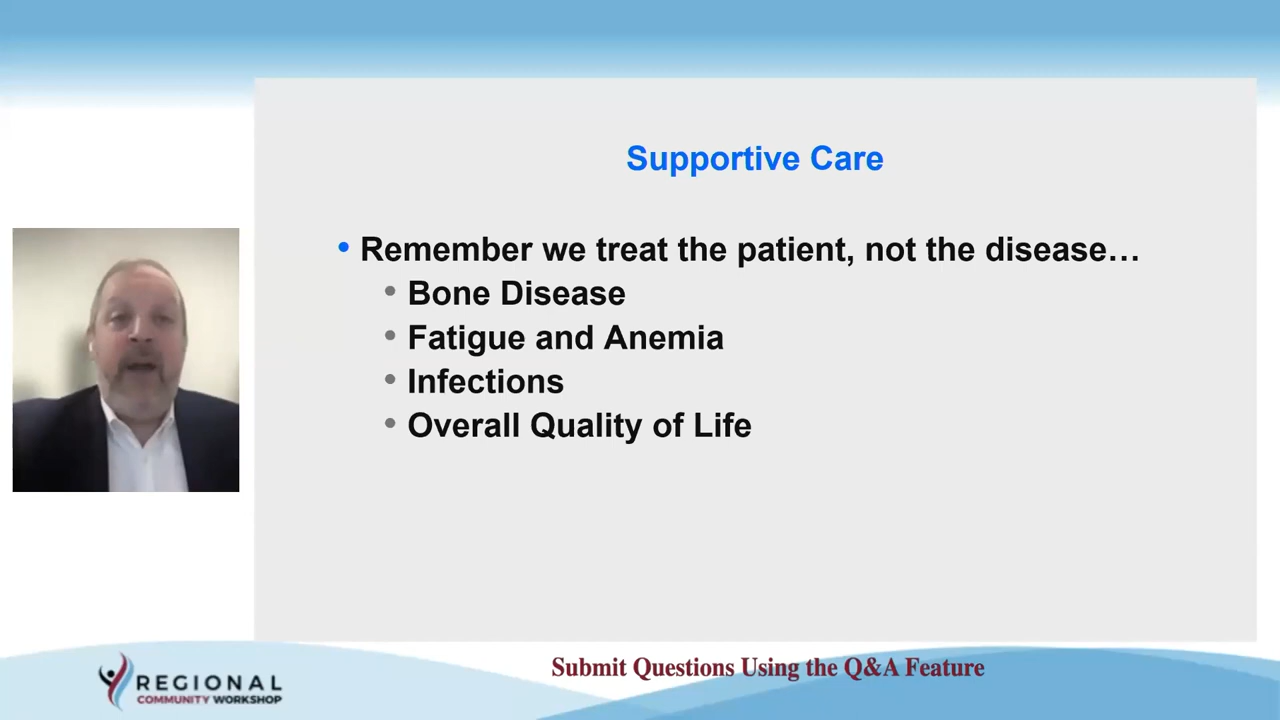 Supportive Care
• Remember we treat the patient, not the disease…
• Bone Disease
• Fatigue and Anemia
• Infections
• Overall Quality of Life
Submit Questions Using the Q&A Feature
REGIONAL
COMMUNITY WORKSHOP